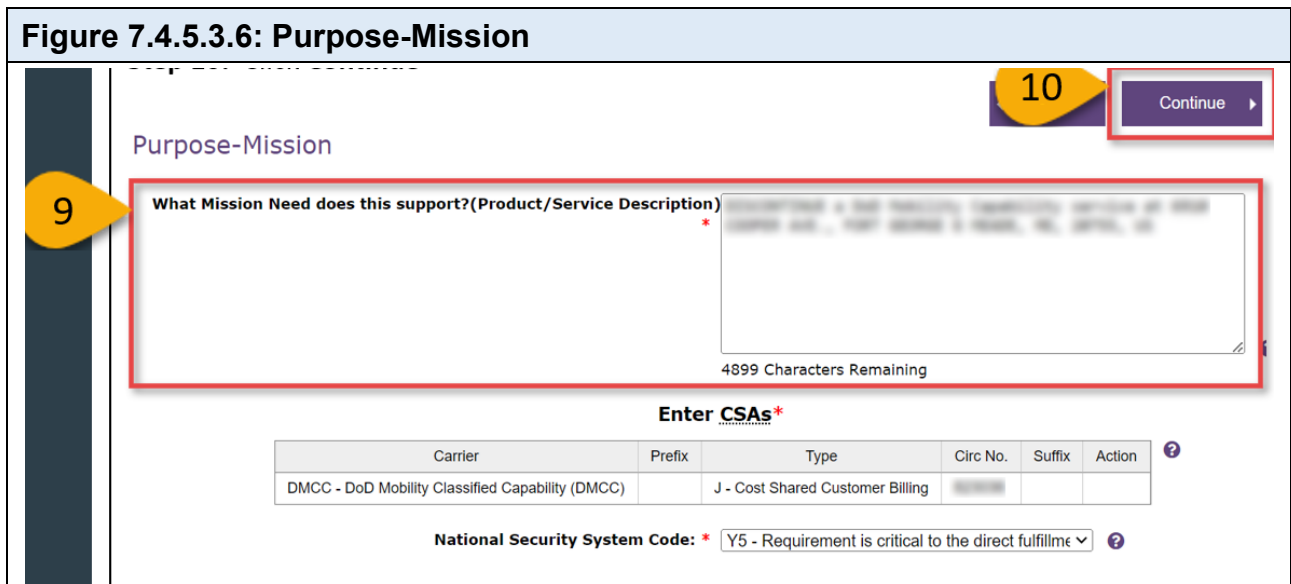 Figure 7.4.5.3.6: Purpose-Mission
10
Continue
Purpose-Mission
9
What Mission Need does this support?(Product/Service Description)
*
4899 Characters Remaining
Enter CSAs*
Carrier Prefix Type Circ No. Suffix Action
DMCC - DoD Mobility Classified Capability (DMCC) J - Cost Shared Customer Billing
National Security System Code: * Y5 - Requirement is critical to the direct fulfillme